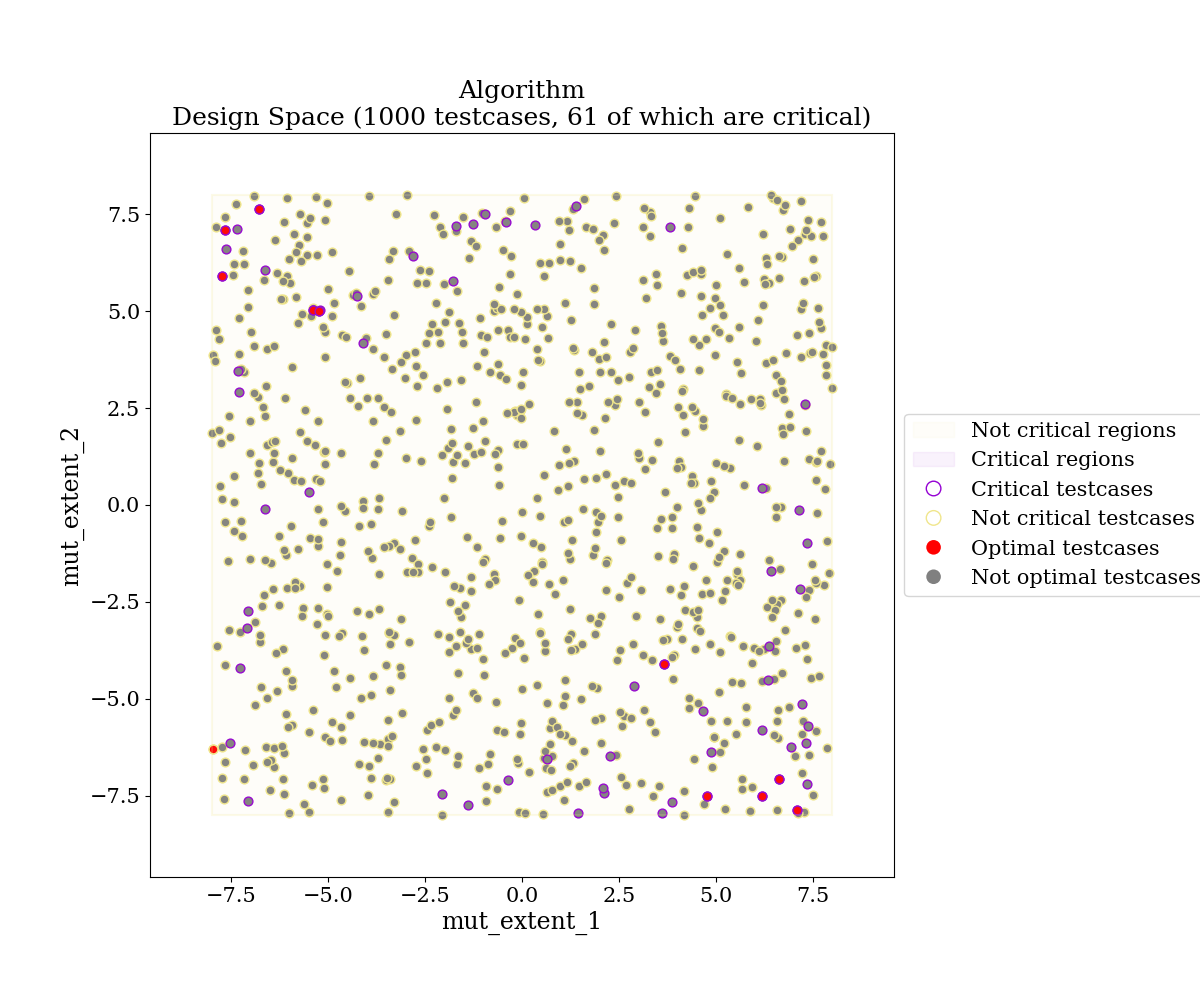 Algorithm
Design Space (1000 testcases, 61 of which are critical)
7.5
5.0
2.5
0.0
−2.5
−5.0
−7.5
mut_extent_2
−7.5
−5.0
−2.5
0.0
2.5
5.0
7.5
mut_extent_1
Not critical regions
Critical regions
Critical testcases
Not critical testcases
Optimal testcases
Not optimal testcases